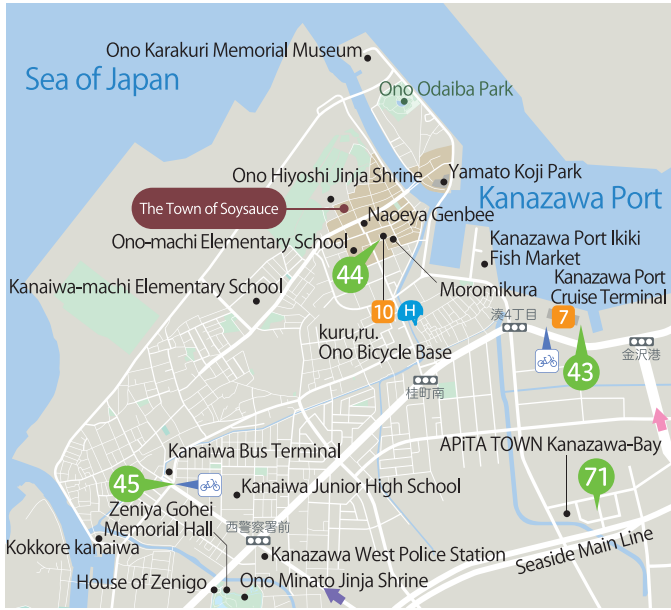 Ono Karakuri Memorial Museum
Sea of Japan
Ono Odaiba Park
Ono Hiyoshi Jinja Shrine
Yamato Koji Park
The Town of Soysauce
Kanazawa Port
Naoeya Genbee
Ono-machi Elementary School
Kanazawa Port Ikiki
Fish Market
44
Moromikura
Kanazawa Port
Cruise Terminal
Kanaiwa-machi Elementary School
10
H
7
湊4丁目
kuru,ru.
Ono Bicycle Base
金沢港
43
桂町南
APiTA TOWN Kanazawa-Bay
Kanaiwa Bus Terminal
71
45
Kanaiwa Junior High School
Zeniya Gohei
Memorial Hall
西警察署前
Kokkore kanaiwa
Kanazawa West Police Station
Seaside Main Line
House of Zenigo
Ono Minato Jinja Shrine